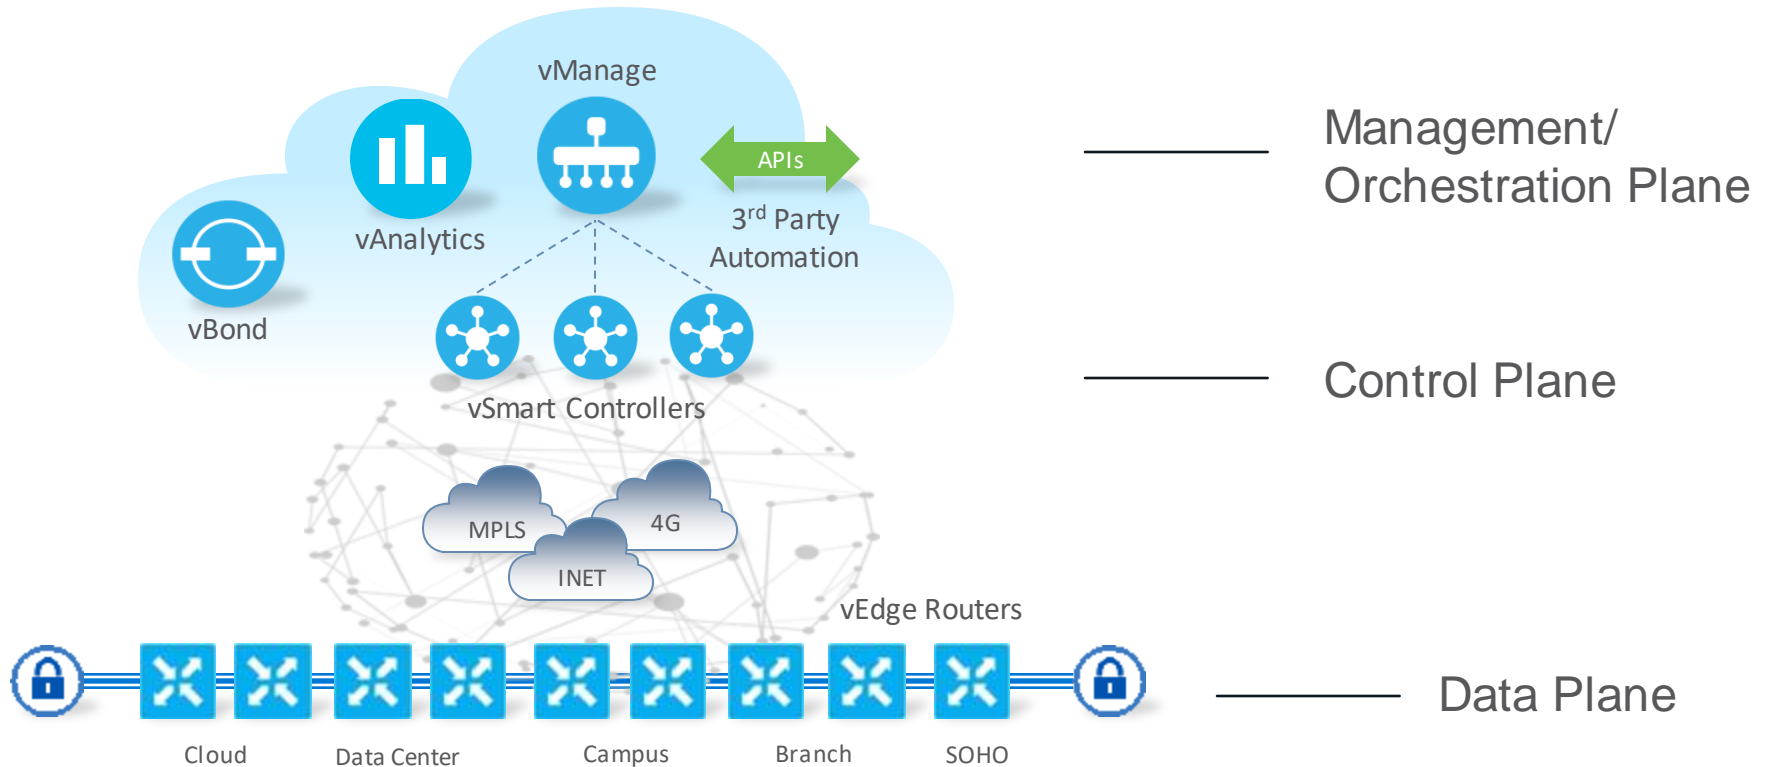 vManage
APIs
3rd Party
Automation
vAnalytics
vBond
vSmart Controllers
Management/
Orchestration Plane
Control Plane
MPLS
4G
INET
vEdge Routers
Data Plane
Cloud
Data Center
Campus
Branch
SOHO